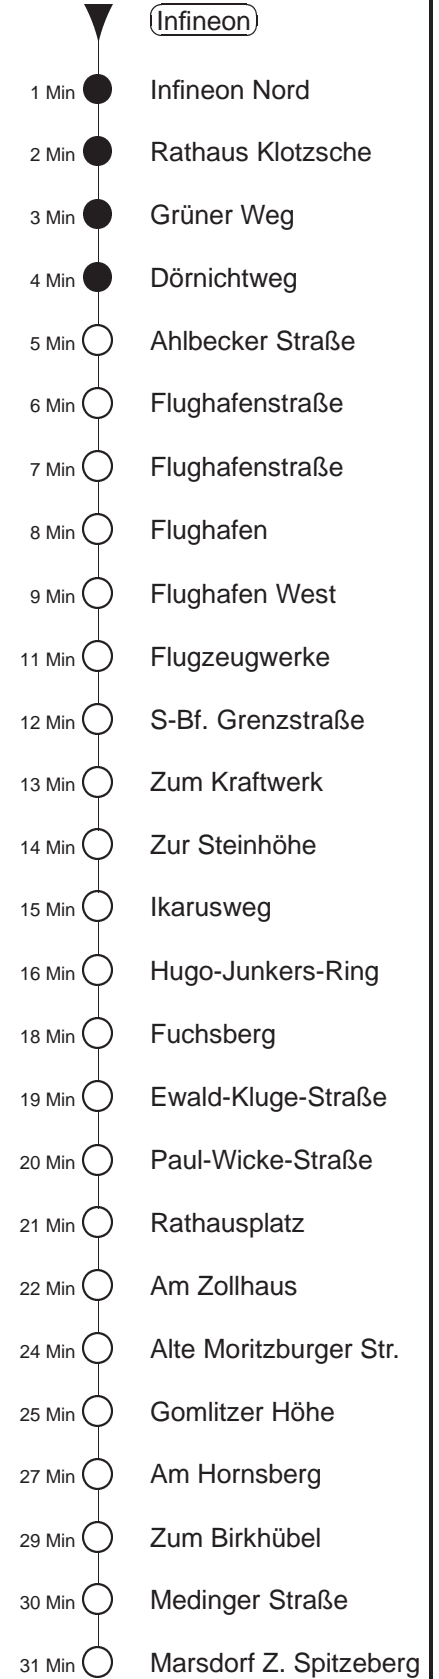 Infineon
1 Min Infineon Nord
2 Min Rathaus Klotzsche
3 Min Grüner Weg
4 Min Dörnichtweg
5 Min Ahlbecker Straße
6 Min Flughafenstraße
7 Min Flughafenstraße
8 Min Flughafen
9 Min Flughafen West
11 Min Flugzeugwerke
12 Min S-Bf. Grenzstraße
13 Min Zum Kraftwerk
14 Min Zur Steinhöhe
15 Min Ikarusweg
16 Min Hugo-Junkers-Ring
18 Min Fuchsberg
19 Min Ewald-Kluge-Straße
20 Min Paul-Wicke-Straße
21 Min Rathausplatz
22 Min Am Zollhaus
24 Min Alte Moritzburger Str.
25 Min Gomlitzer Höhe
27 Min Am Hornsberg
29 Min Zum Birkhübel
30 Min Medinger Straße
31 Min Marsdorf Z. Spitzeberg